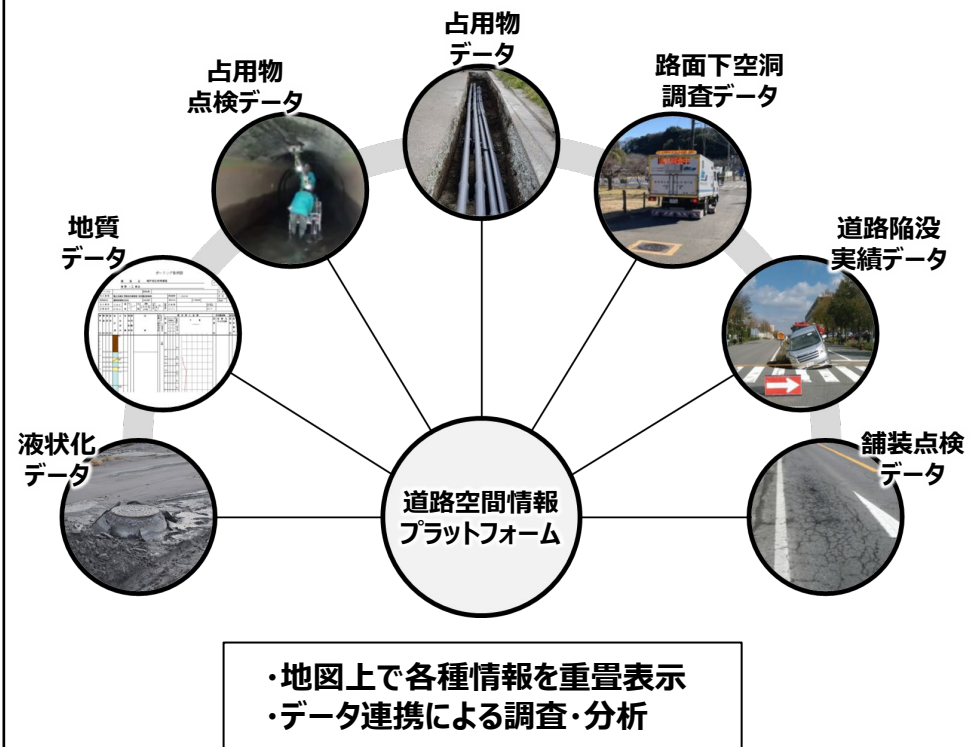 占用物
データ
占用物
点検データ
路面下空洞
調査データ
地質
データ
道路陥没
実績データ
液状化
データ
舗装点検
データ
道路空間情報
プラットフォーム
・地図上で各種情報を重畳表示
・データ連携による調査・分析